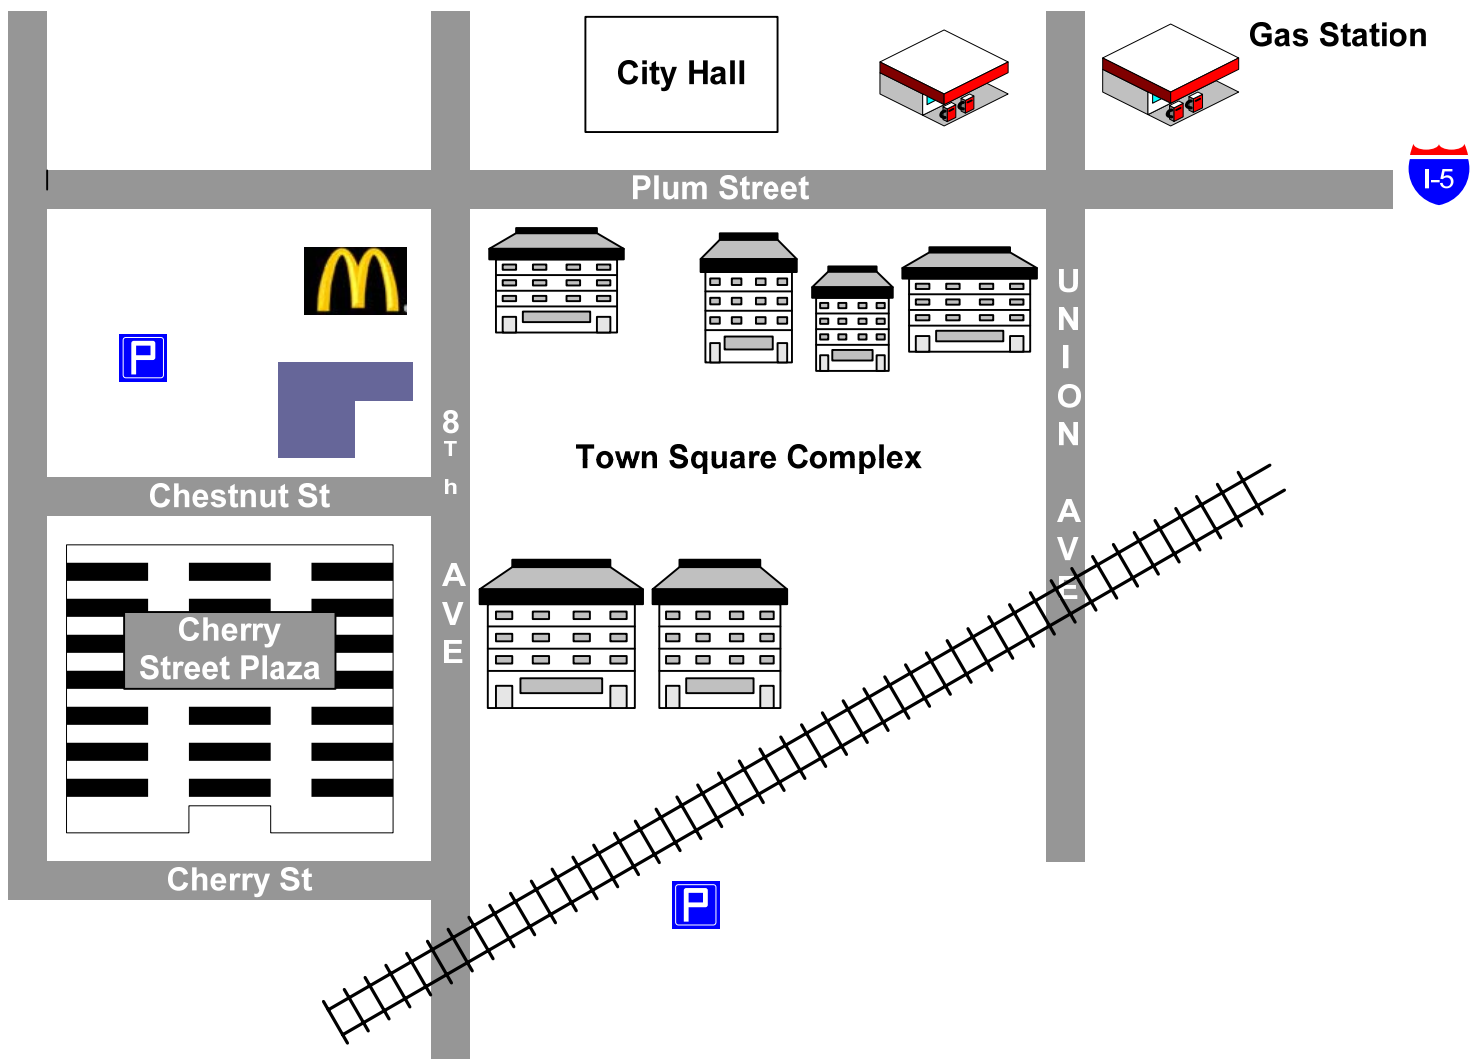 City Hall
Gas Station
I-5
Plum Street
P
8Th AVE
UNION AVE
Town Square Complex
Chestnut St
Cherry
Street Plaza
Cherry St
P